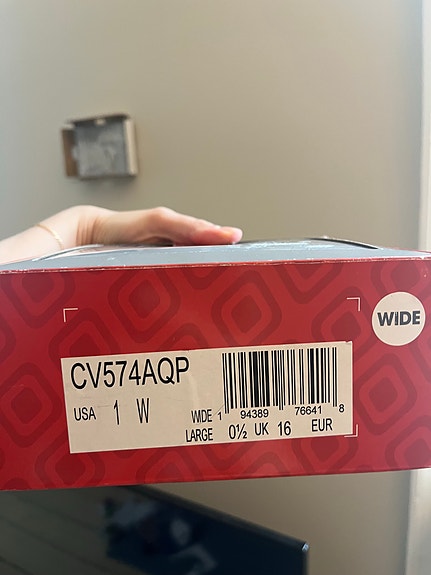 WIDE
CV574AQP
USA 1 W WIDE 1 94389 76641 8
LARGE 0½ UK 16 EUR